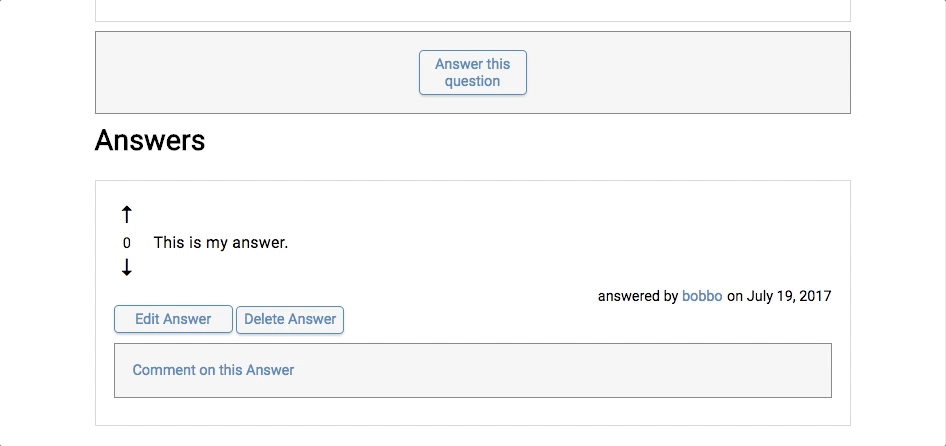 Answer this
question
Answers
↑
0 This is my answer.
↓
answered by bobbo on July 19, 2017
Edit Answer Delete Answer
Comment on this Answer